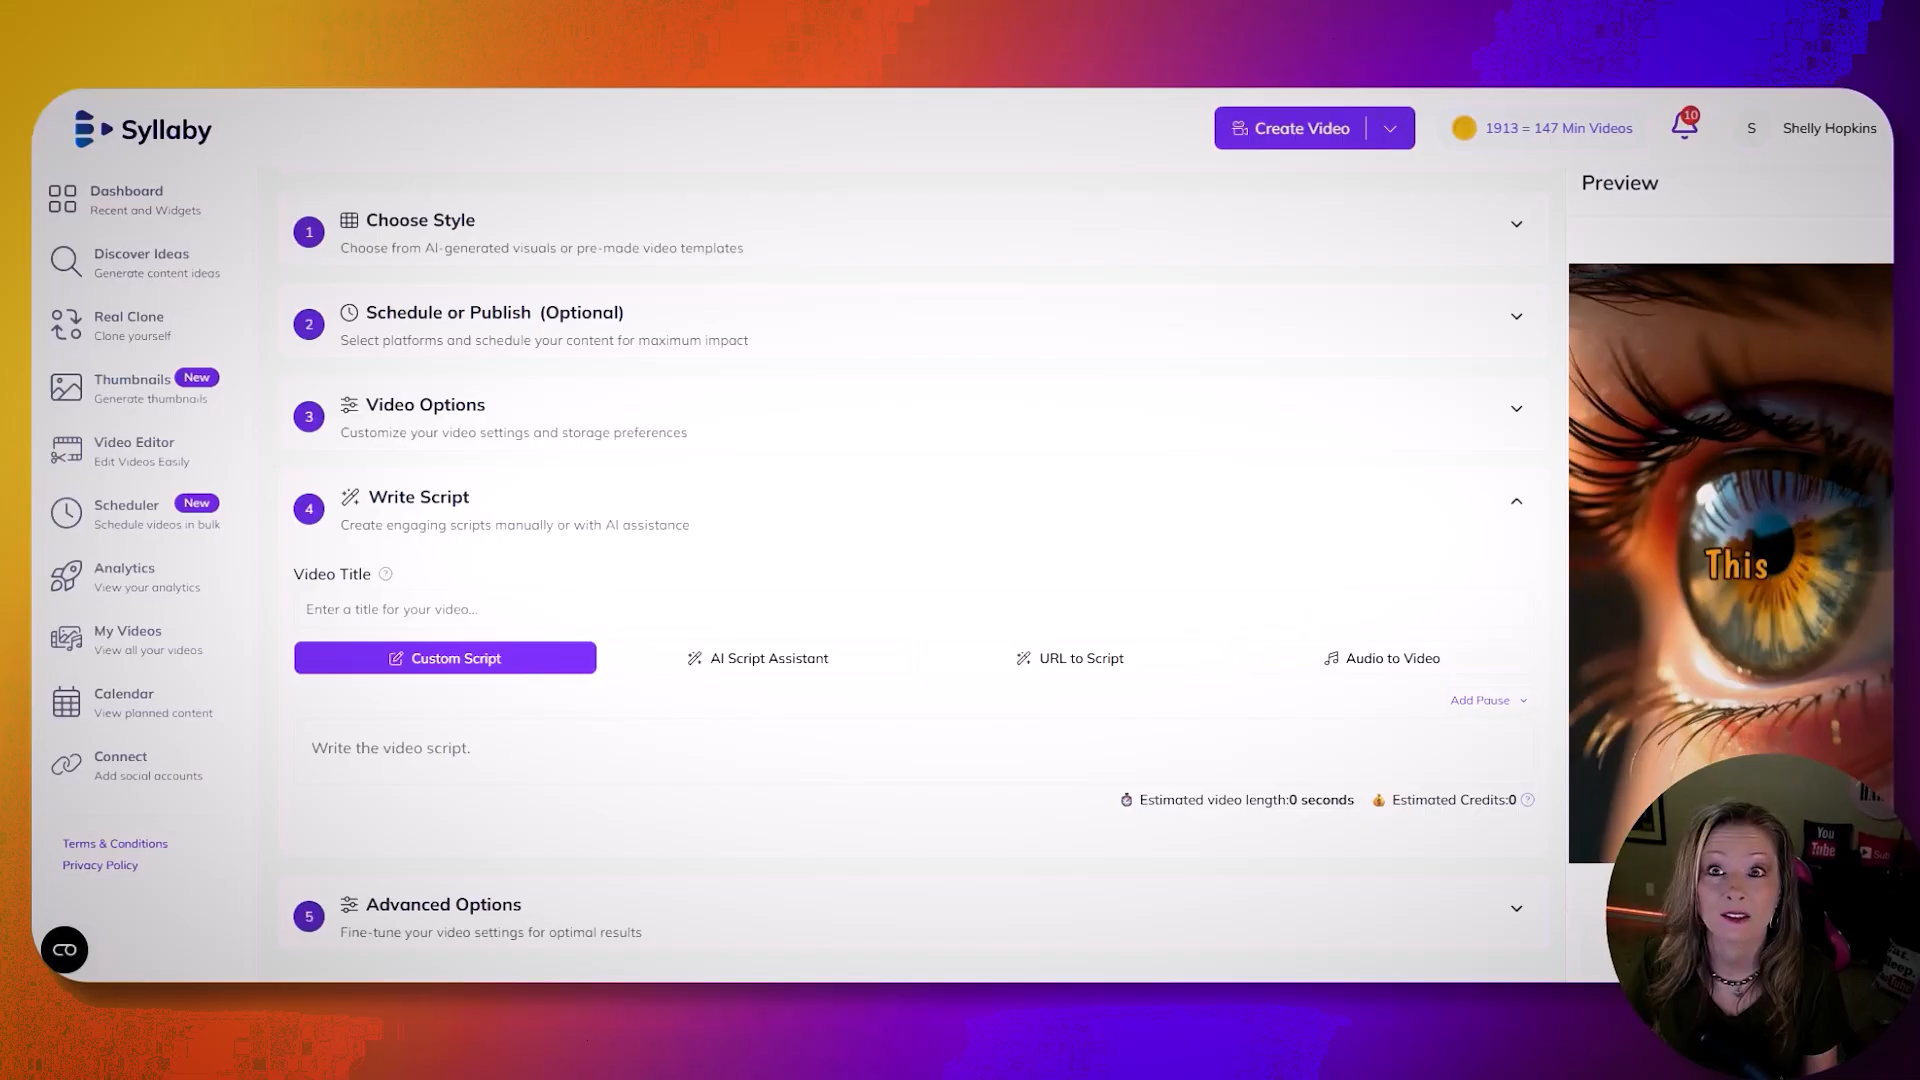 Syllaby
Create Video
1913 = 147 Min Videos
10
S
Shelly Hopkins
Dashboard
Recent and Widgets
Discover Ideas
Generate content ideas
Real Clone
Clone yourself
Thumbnails New
Generate thumbnails
Video Editor
Edit Videos Easily
Scheduler New
Schedule videos in bulk
Analytics
View your analytics
My Videos
View all your videos
Calendar
View planned content
Connect
Add social accounts
Terms & Conditions
Privacy Policy
1 Choose Style
Choose from AI-generated visuals or pre-made video templates
2 Schedule or Publish (Optional)
Select platforms and schedule your content for maximum impact
3 Video Options
Customize your video settings and storage preferences
4 Write Script
Create engaging scripts manually or with AI assistance
Video Title ?
Enter a title for your video...
Custom Script
AI Script Assistant
URL to Script
Audio to Video
Add Pause
Write the video script.
Estimated video length:0 seconds
Estimated Credits:0 ?
5 Advanced Options
Fine-tune your video settings for optimal results
Preview
This
You
Tube
Sub
eat.
Sleep.